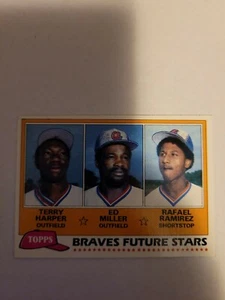 TERRY HARPER
OUTFIELD
ED MILLER
OUTFIELD
RAFAEL RAMIREZ
SHORTSTOP
TOPPS
BRAVES FUTURE STARS